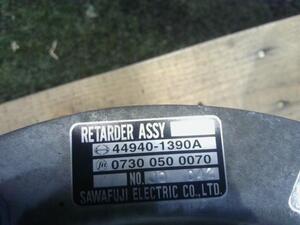 RETARDER ASSY
44940-1390A
0730 050 0070
NO.
SAWAFUJI ELECTRIC CO.,LTD.